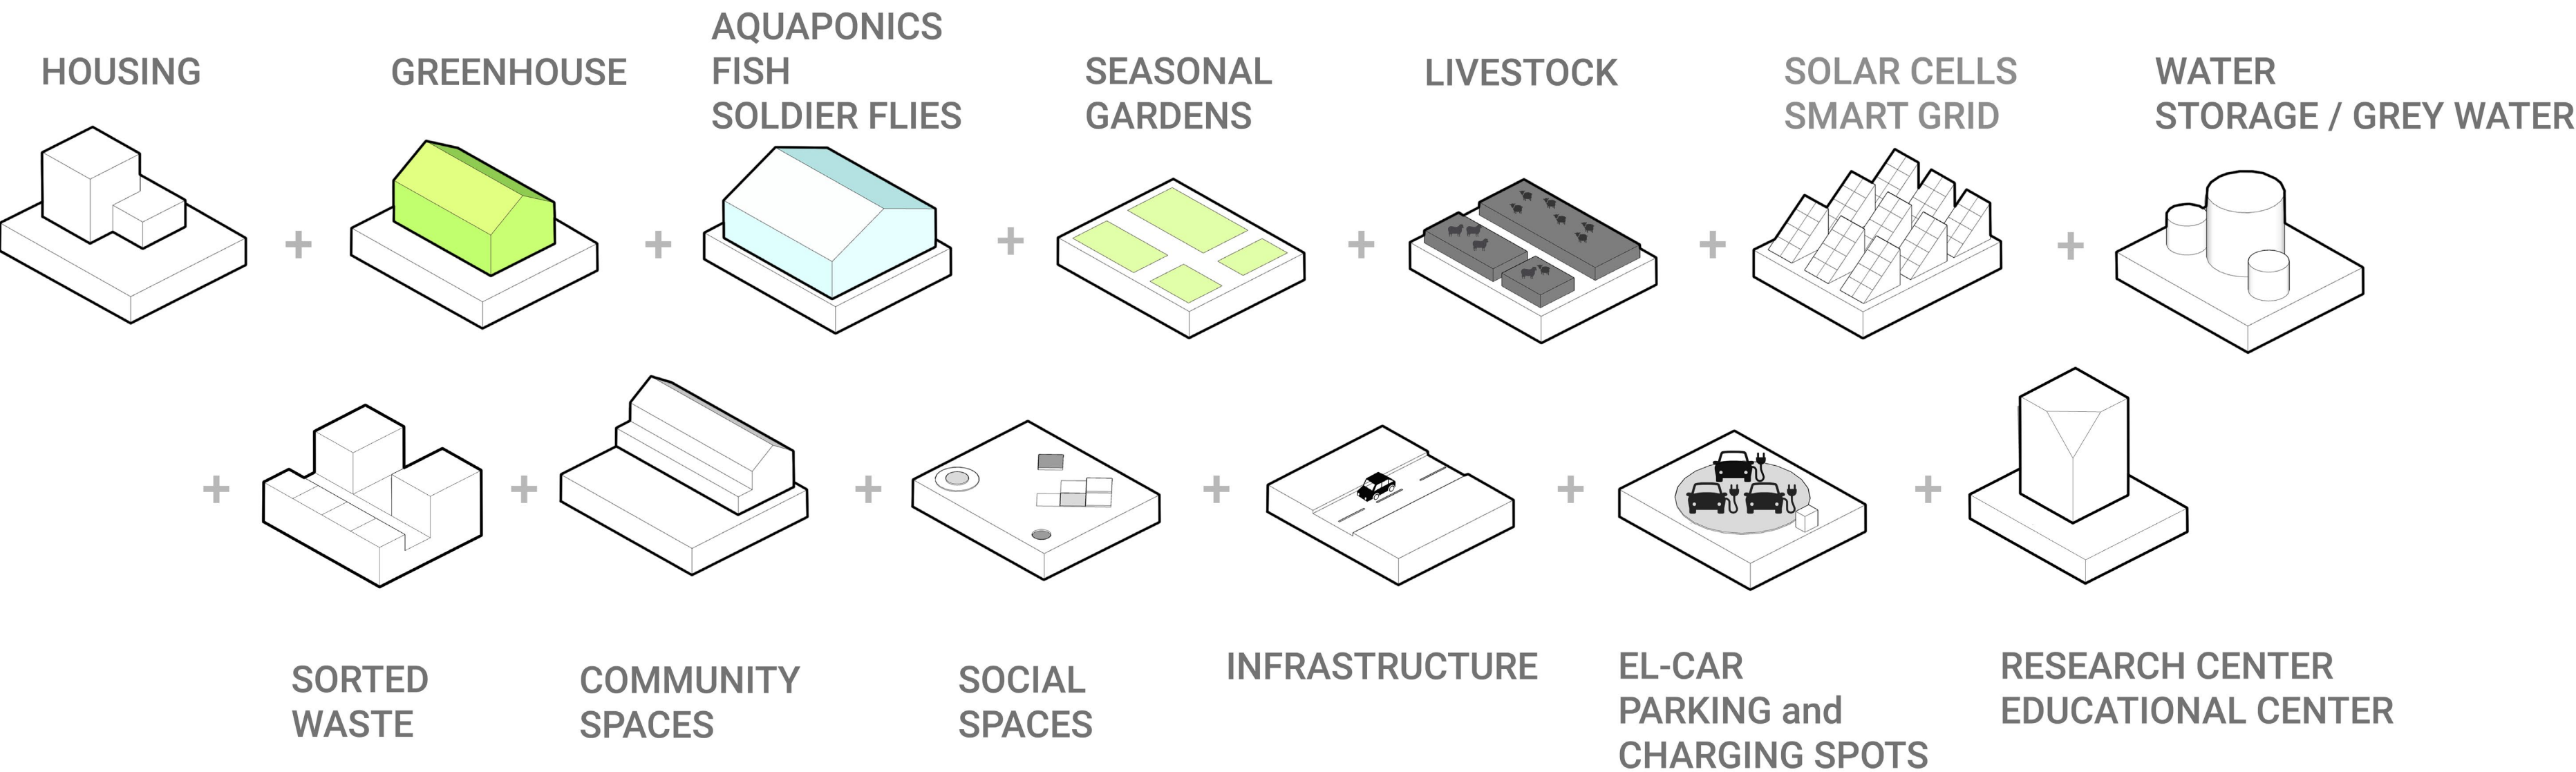 HOUSING
GREENHOUSE
AQUAPONICS
FISH
SOLDIER FLIES
SEASONAL
GARDENS
LIVESTOCK
SOLAR CELLS
SMART GRID
WATER
STORAGE / GREY WATER
+ + + + + +
+ + + + + +
SORTED
WASTE
COMMUNITY
SPACES
SOCIAL
SPACES
INFRASTRUCTURE
EL-CAR
PARKING and
CHARGING SPOTS
RESEARCH CENTER
EDUCATIONAL CENTER